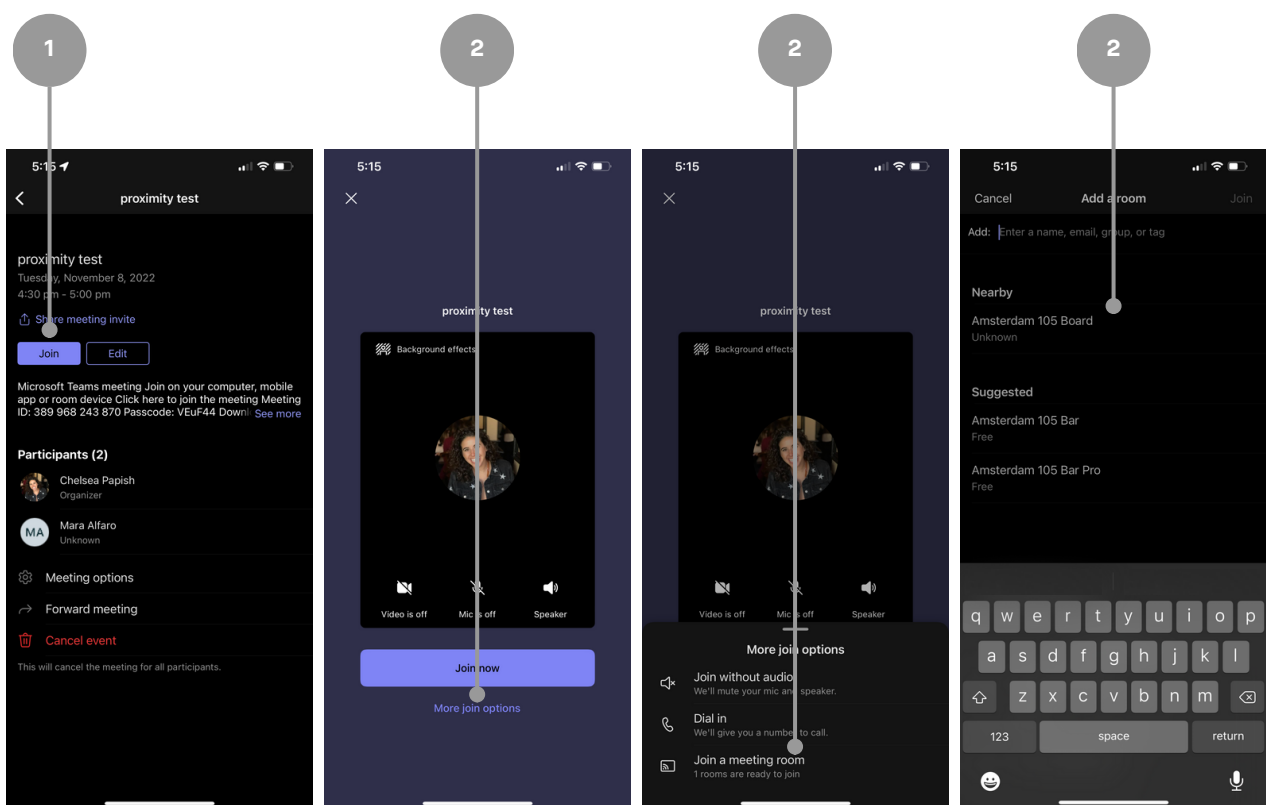 1
2
2
2
5:15
proximity test
proximity test
Tuesday, November 8, 2022
4:30 pm - 5:00 pm
Share meeting invite
Join
Edit
Microsoft Teams meeting Join on your computer, mobile
app or room device Click here to join the meeting Meeting
ID: 389 968 243 870 Passcode: VEuF44 Downl
See more
Participants (2)
Chelsea Papish
Organizer
MA
Mara Alfaro
Unknown
Meeting options
Forward meeting
Cancel event
This will cancel the meeting for all participants.
5:15
proximity test
Background effects
Video is off
Mic is off
Speaker
Join now
More join options
5:15
proximity test
Background effects
Video is off
Mic is off
Speaker
More join options
Join without audio
We'll mute your mic and speaker.
Dial in
We'll give you a number to call.
Join a meeting room
1 rooms are ready to join
5:15
Cancel
Add a room
Join
Add: Enter a name, email, group, or tag
Nearby
Amsterdam 105 Board
Unknown
Suggested
Amsterdam 105 Bar
Free
Amsterdam 105 Bar Pro
Free
q w e r t y u i o p
a s d f g h j k l
z x c v b n m
123
space
return